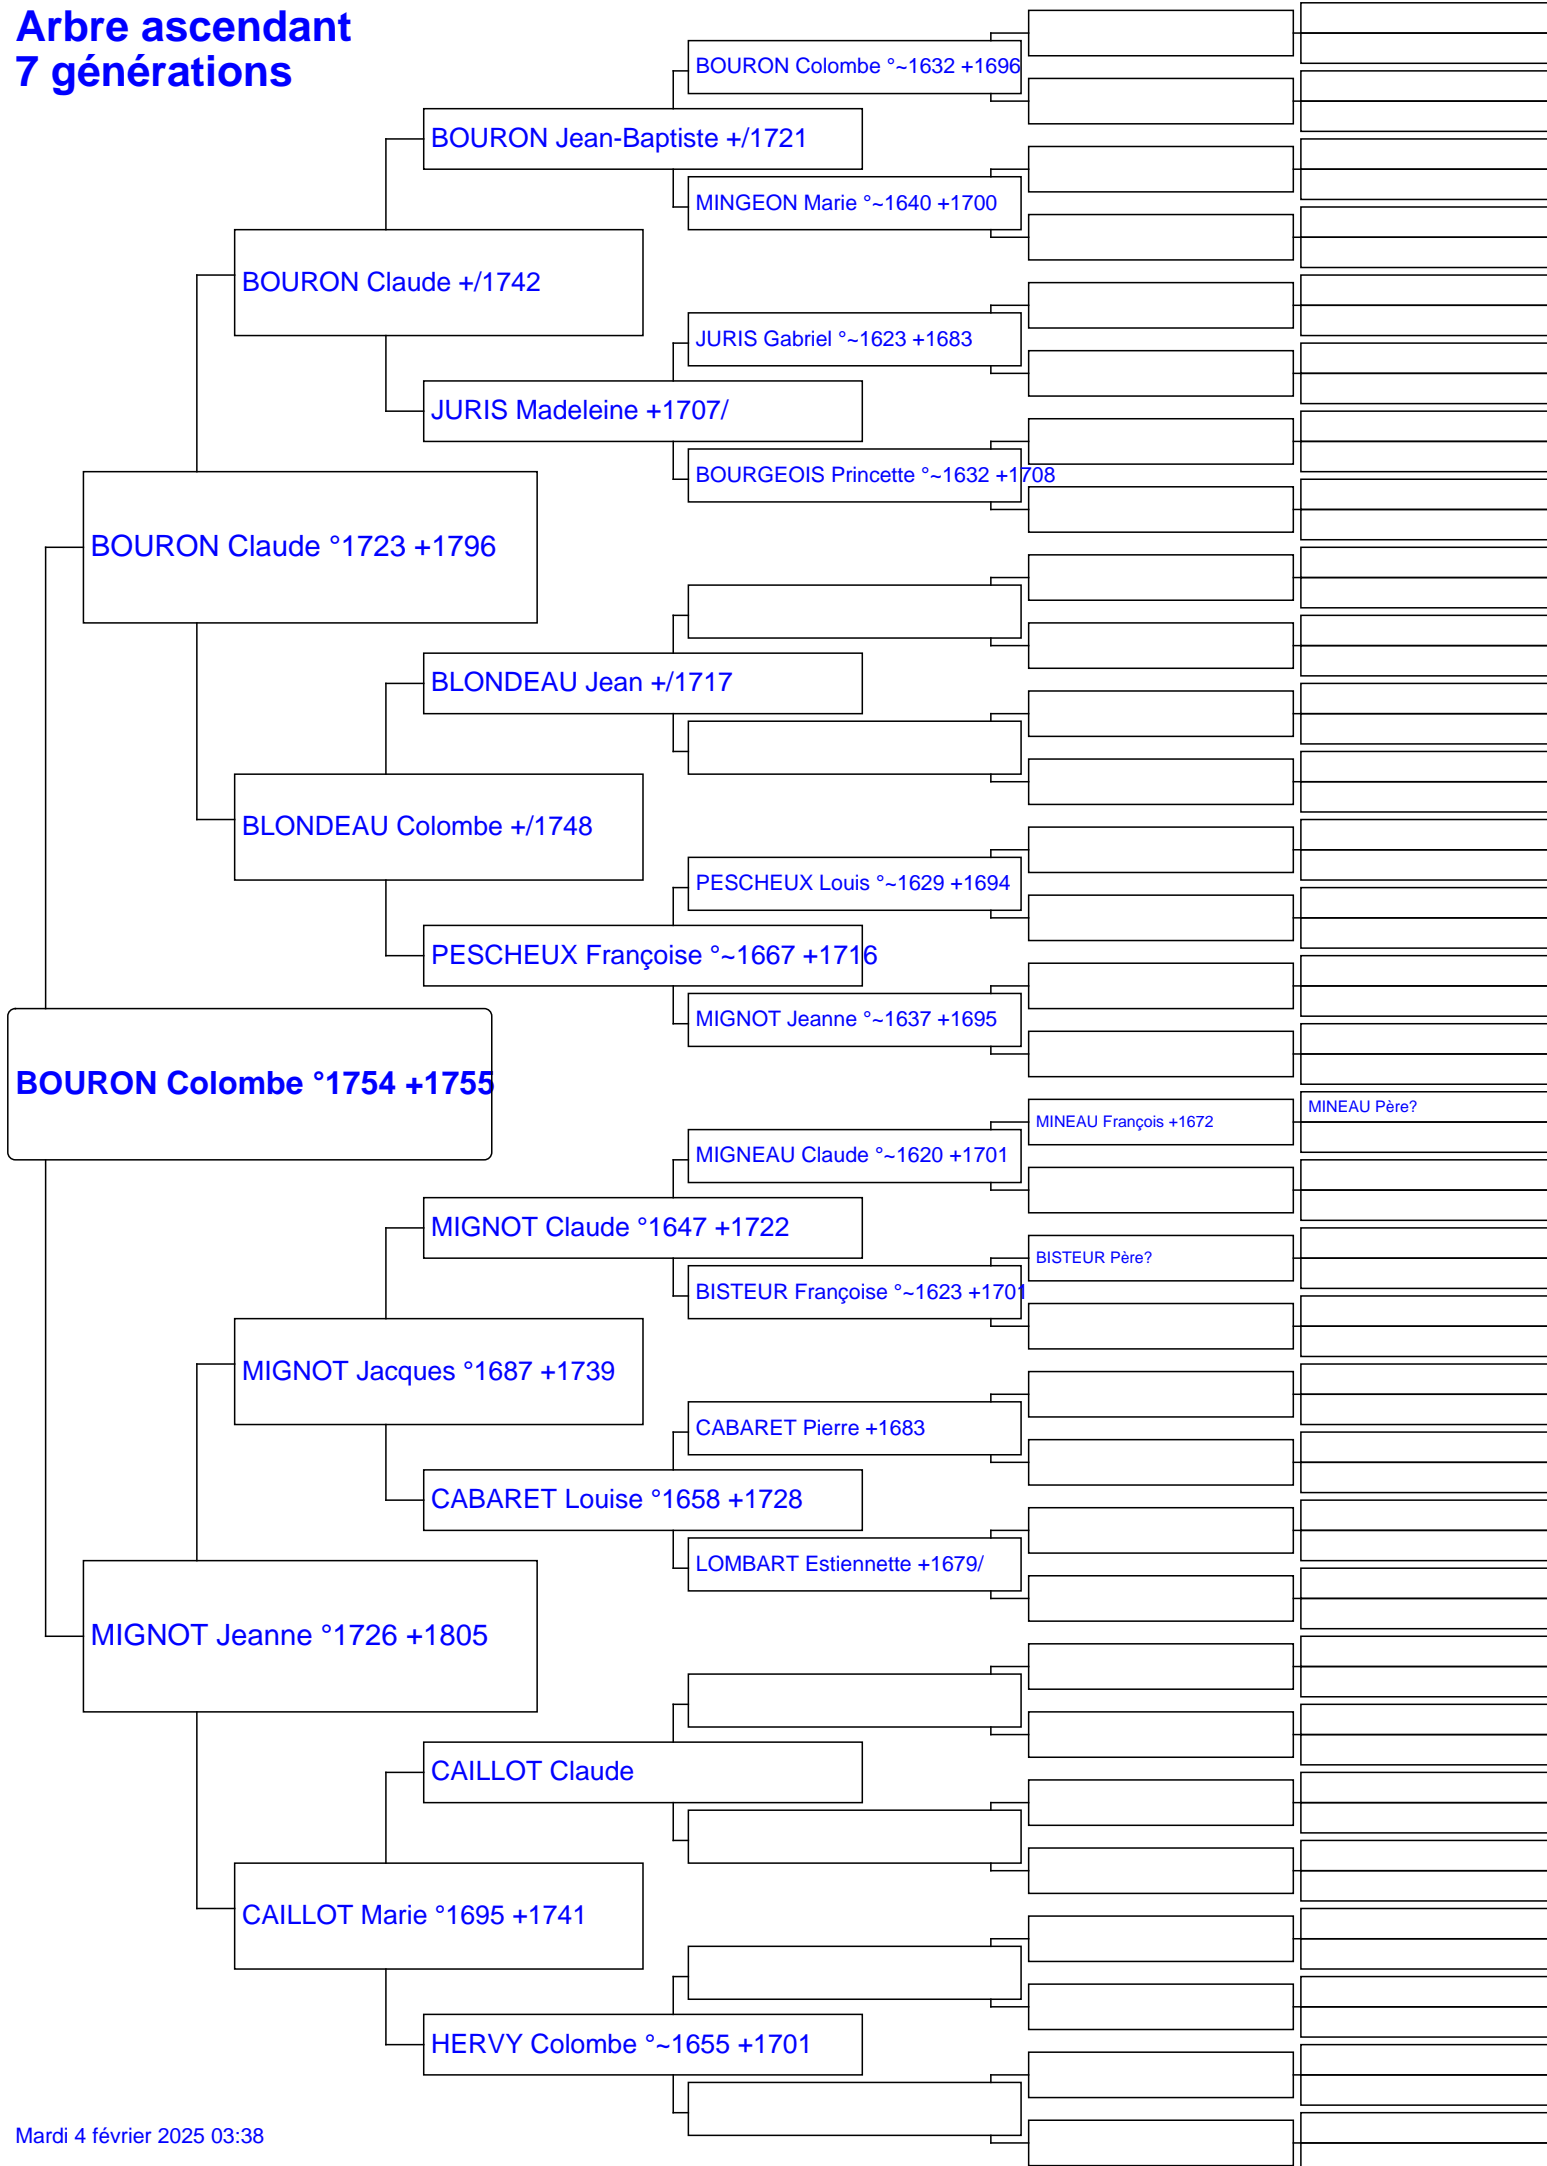 Arbre ascendant
7 générations
BOURON Colombe °~1632 +1696
BOURON Jean-Baptiste +/1721
MINGEON Marie °~1640 +1700
BOURON Claude +/1742
JURIS Gabriel °~1623 +1683
JURIS Madeleine +1707/
BOURGEOIS Princette °~1632 +1708
BOURON Claude °1723 +1796
BLONDEAU Jean +/1717
BLONDEAU Colombe +/1748
PESCHEUX Louis °~1629 +1694
PESCHEUX Françoise °~1667 +1716
MIGNOT Jeanne °~1637 +1695
BOURON Colombe °1754 +1755
MINEAU Père?
MINEAU François +1672
MIGNEAU Claude °~1620 +1701
MIGNOT Claude °1647 +1722
BISTEUR Père?
BISTEUR Françoise °~1623 +1701
MIGNOT Jacques °1687 +1739
CABARET Pierre +1683
CABARET Louise °1658 +1728
LOMBART Estiennette +1679/
MIGNOT Jeanne °1726 +1805
CAILLOT Claude
CAILLOT Marie °1695 +1741
HERVY Colombe °~1655 +1701
Mardi 4 février 2025 03:38